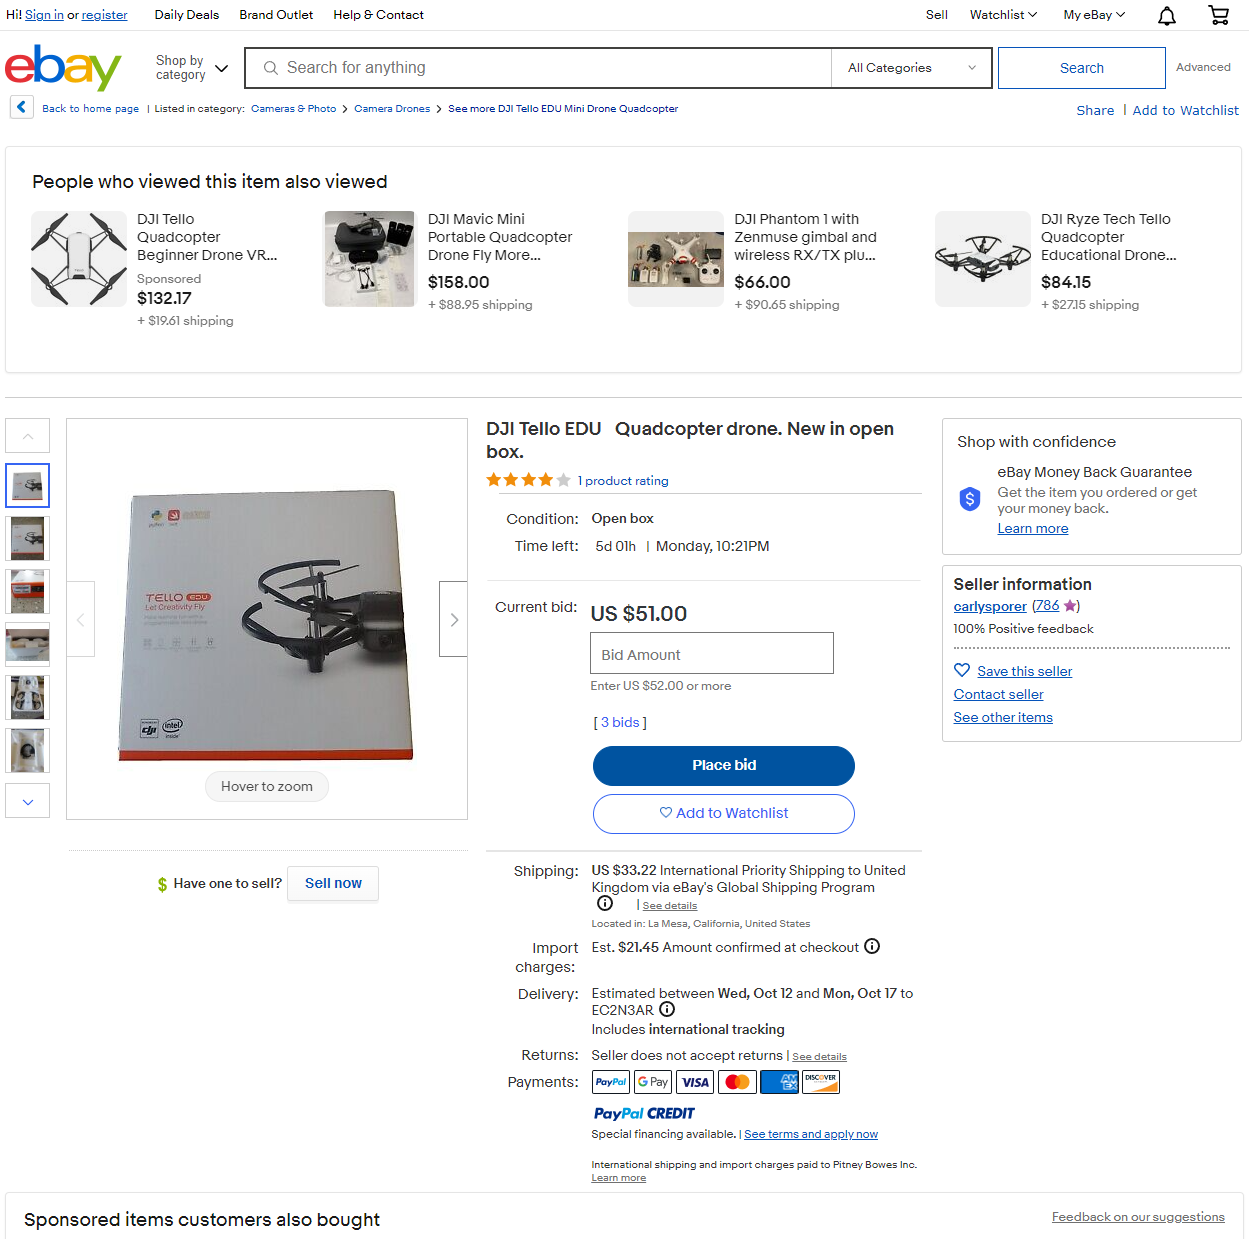 Hi! Sign in or register Daily Deals Brand Outlet Help & Contact Sell Watchlist My eBay
ebay Shop by category Search for anything All Categories Search Advanced
Back to home page | Listed in category: Cameras & Photo > Camera Drones > See more DJI Tello EDU Mini Drone Quadcopter
Share | Add to Watchlist
People who viewed this item also viewed
DJI Tello
Quadcopter
Beginner Drone VR...
Sponsored
$132.17
+ $19.61 shipping
DJI Mavic Mini
Portable Quadcopter
Drone Fly More...
$158.00
+ $88.95 shipping
DJI Phantom 1 with
Zenmuse gimbal and
wireless RX/TX plu...
$66.00
+ $90.65 shipping
DJI Ryze Tech Tello
Quadcopter
Educational Drone...
$84.15
+ $27.15 shipping
TELLO EDU
Let Creativity Fly
dji
intel
inside
Hover to zoom
$ Have one to sell? Sell now
DJI Tello EDU Quadcopter drone. New in open
box.
1 product rating
Condition: Open box
Time left: 5d 01h | Monday, 10:21PM
Current bid: US $51.00
Bid Amount
Enter US $52.00 or more
[ 3 bids ]
Place bid
Add to Watchlist
Shipping: US $33.22 International Priority Shipping to United
Kingdom via eBay's Global Shipping Program
| See details
Located in: La Mesa, California, United States
Import charges: Est. $21.45 Amount confirmed at checkout
Delivery: Estimated between Wed, Oct 12 and Mon, Oct 17 to
EC2N3AR
Includes international tracking
Returns: Seller does not accept returns | See details
Payments: PayPal G Pay VISA AMEX DISCOVER
PayPal CREDIT
Special financing available. | See terms and apply now
International shipping and import charges paid to Pitney Bowes Inc.
Learn more
Shop with confidence
eBay Money Back Guarantee
Get the item you ordered or get
your money back.
Learn more
Seller information
carlysporer (786)
100% Positive feedback
Save this seller
Contact seller
See other items
Sponsored items customers also bought
Feedback on our suggestions